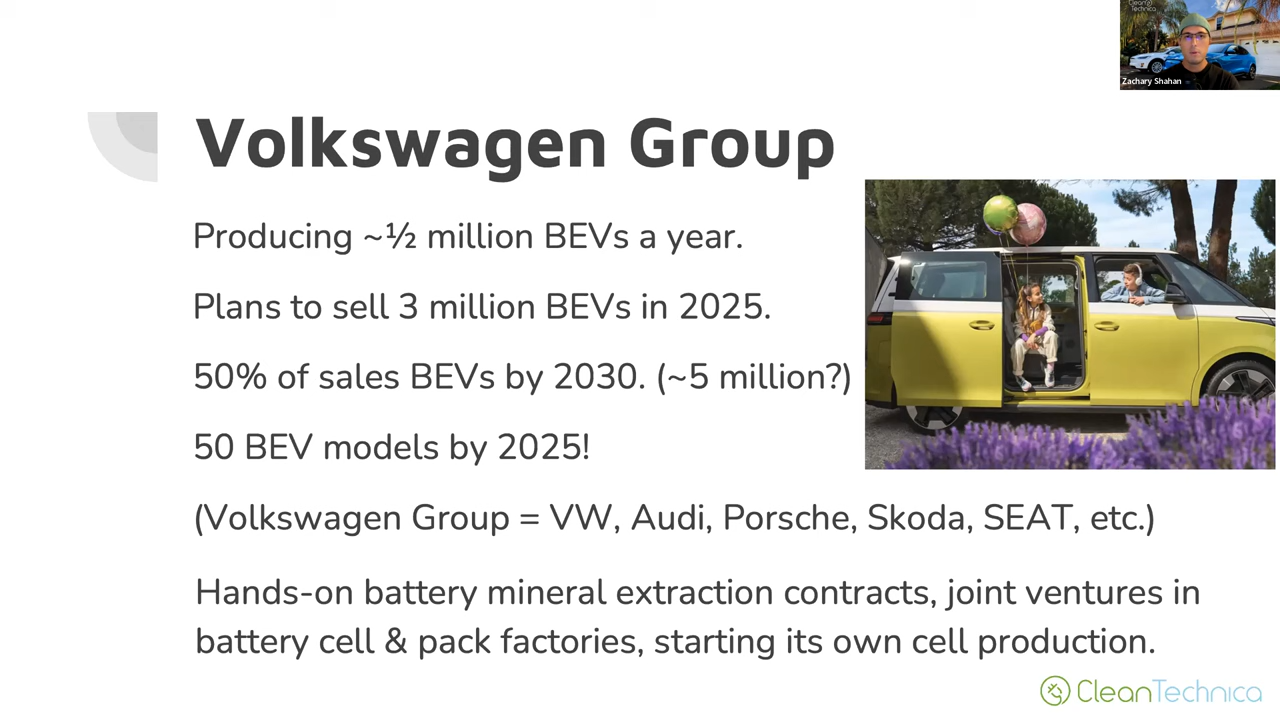 Clean
Technica
Zachary Shahan
Volkswagen Group
Producing ~½ million BEVs a year.
Plans to sell 3 million BEVs in 2025.
50% of sales BEVs by 2030. (~5 million?)
50 BEV models by 2025!
(Volkswagen Group = VW, Audi, Porsche, Skoda, SEAT, etc.)
Hands-on battery mineral extraction contracts, joint ventures in
battery cell & pack factories, starting its own cell production.
CleanTechnica